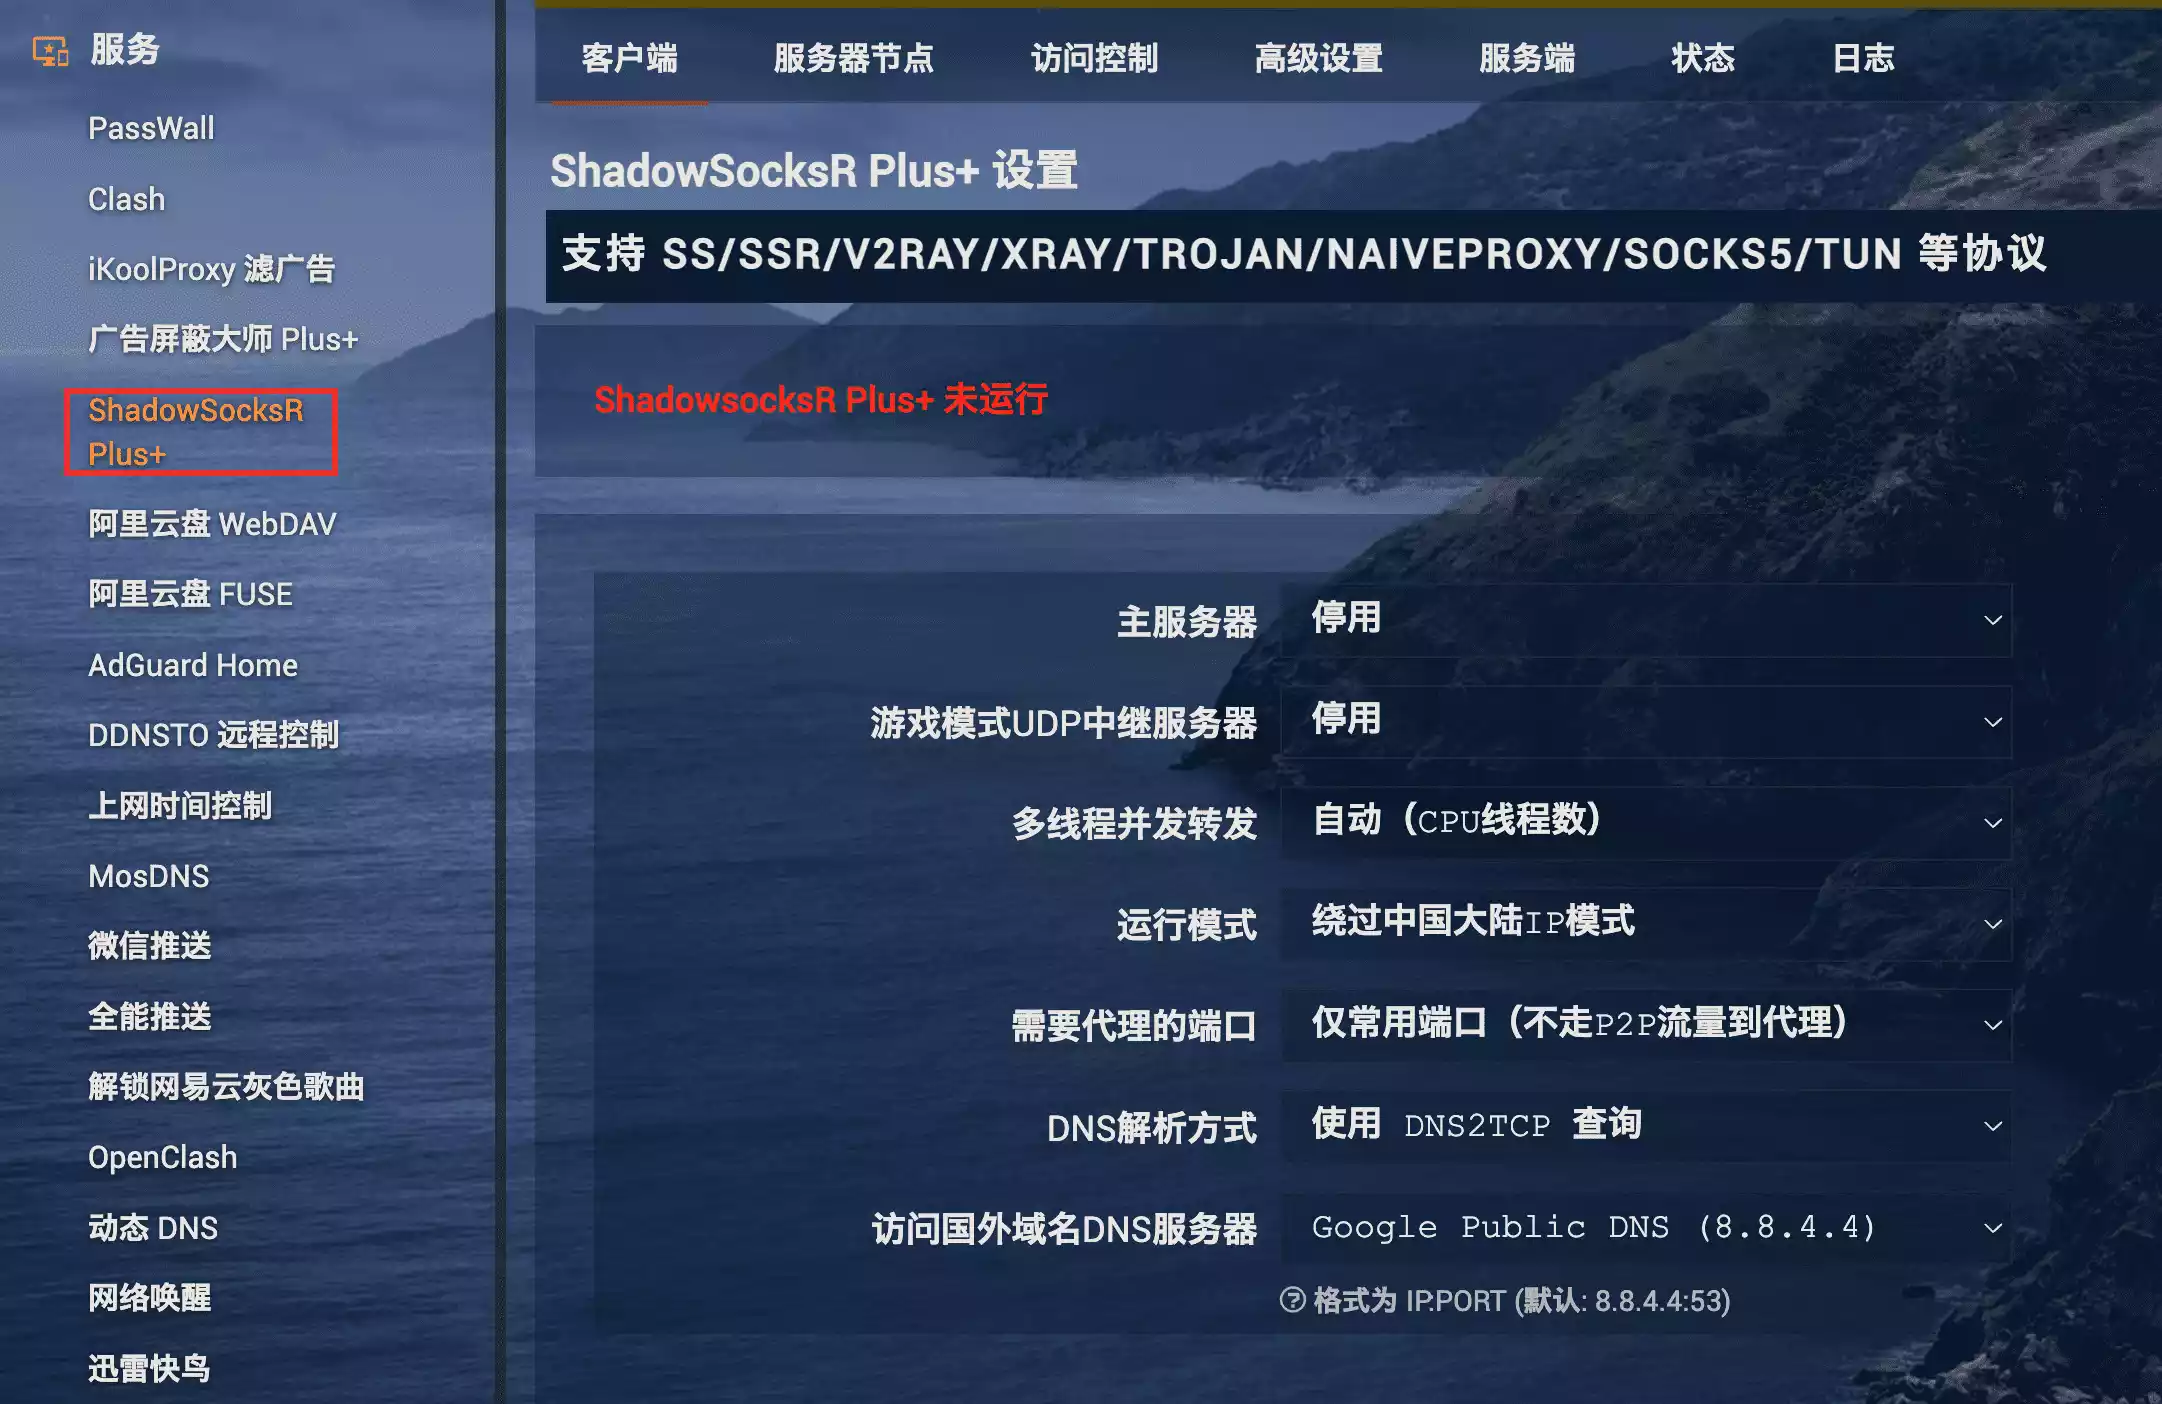 服务
PassWall
Clash
iKoolProxy 滤广告
广告屏蔽大师 Plus+
ShadowSocksR
Plus+
阿里云盘 WebDAV
阿里云盘 FUSE
AdGuard Home
DDNSTO 远程控制
上网时间控制
MosDNS
微信推送
全能推送
解锁网易云灰色歌曲
OpenClash
动态 DNS
网络唤醒
迅雷快鸟
客户端 服务器节点 访问控制 高级设置 服务端 状态 日志
ShadowSocksR Plus+ 设置
支持 SS/SSR/V2RAY/XRAY/TROJAN/NAIVEPROXY/SOCKS5/TUN 等协议
ShadowsocksR Plus+ 未运行
主服务器 停用
游戏模式UDP中继服务器 停用
多线程并发转发 自动（CPU线程数）
运行模式 绕过中国大陆IP模式
需要代理的端口 仅常用端口（不走P2P流量到代理）
DNS解析方式 使用 DNS2TCP 查询
访问国外域名DNS服务器 Google Public DNS (8.8.4.4)
格式为 IP:PORT (默认: 8.8.4.4:53)